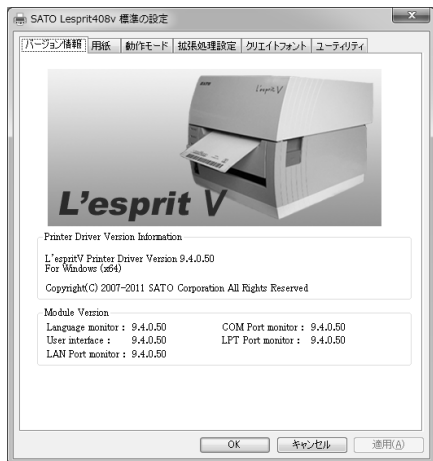 SATO Lesprit408v 標準の設定
バージョン情報 用紙 動作モード 拡張処理設定 クリエイトフォント ユーティリティ
L'esprit V
L'esprit V
Printer Driver Version Information
L'espritV Printer Driver Version 9.4.0.50
For Windows (x64)
Copyright(C) 2007-2011 SATO Corporation All Rights Reserved
Module Version
Language monitor : 9.4.0.50 COM Port monitor : 9.4.0.50
User interface : 9.4.0.50 LPT Port monitor : 9.4.0.50
LAN Port monitor : 9.4.0.50
OK キャンセル 適用(A)